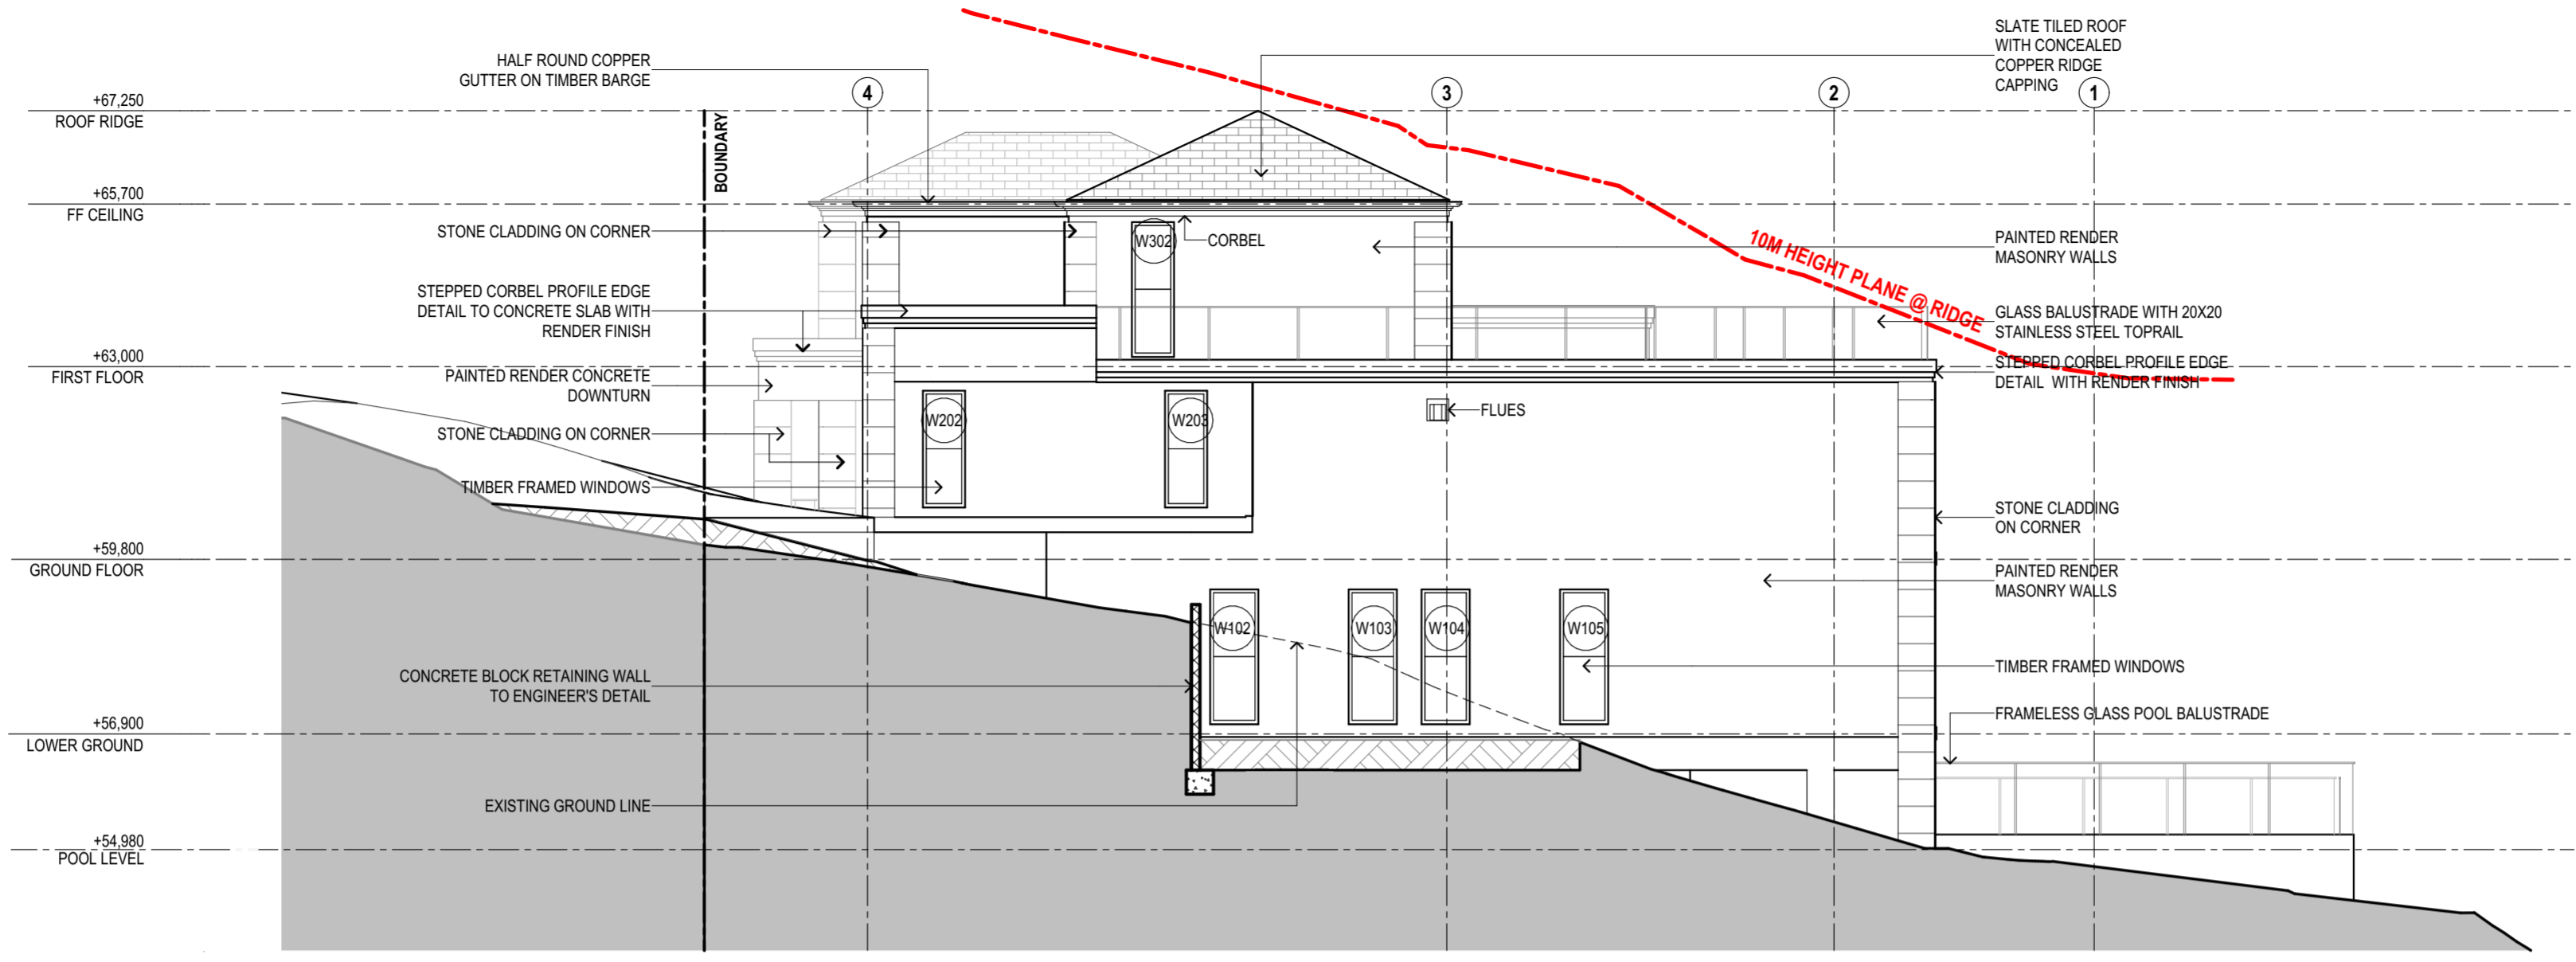 HALF ROUND COPPER
GUTTER ON TIMBER BARGE
SLATE TILED ROOF
WITH CONCEALED
COPPER RIDGE
CAPPING
4
3
2
1
+67,250
ROOF RIDGE
BOUNDARY
+65,700
FF CEILING
STONE CLADDING ON CORNER
W302
CORBEL
PAINTED RENDER
MASONRY WALLS
10M HEIGHT PLANE @ RIDGE
STEPPED CORBEL PROFILE EDGE
DETAIL TO CONCRETE SLAB WITH
RENDER FINISH
GLASS BALUSTRADE WITH 20X20
STAINLESS STEEL TOPRAIL
+63,000
FIRST FLOOR
STEPPED CORBEL PROFILE EDGE
DETAIL WITH RENDER FINISH
PAINTED RENDER CONCRETE
DOWNTURN
W202
W203
FLUES
STONE CLADDING ON CORNER
TIMBER FRAMED WINDOWS
STONE CLADDING
ON CORNER
+59,800
GROUND FLOOR
PAINTED RENDER
MASONRY WALLS
W102
W103
W104
W105
TIMBER FRAMED WINDOWS
CONCRETE BLOCK RETAINING WALL
TO ENGINEER'S DETAIL
+56,900
LOWER GROUND
FRAMELESS GLASS POOL BALUSTRADE
EXISTING GROUND LINE
+54,980
POOL LEVEL